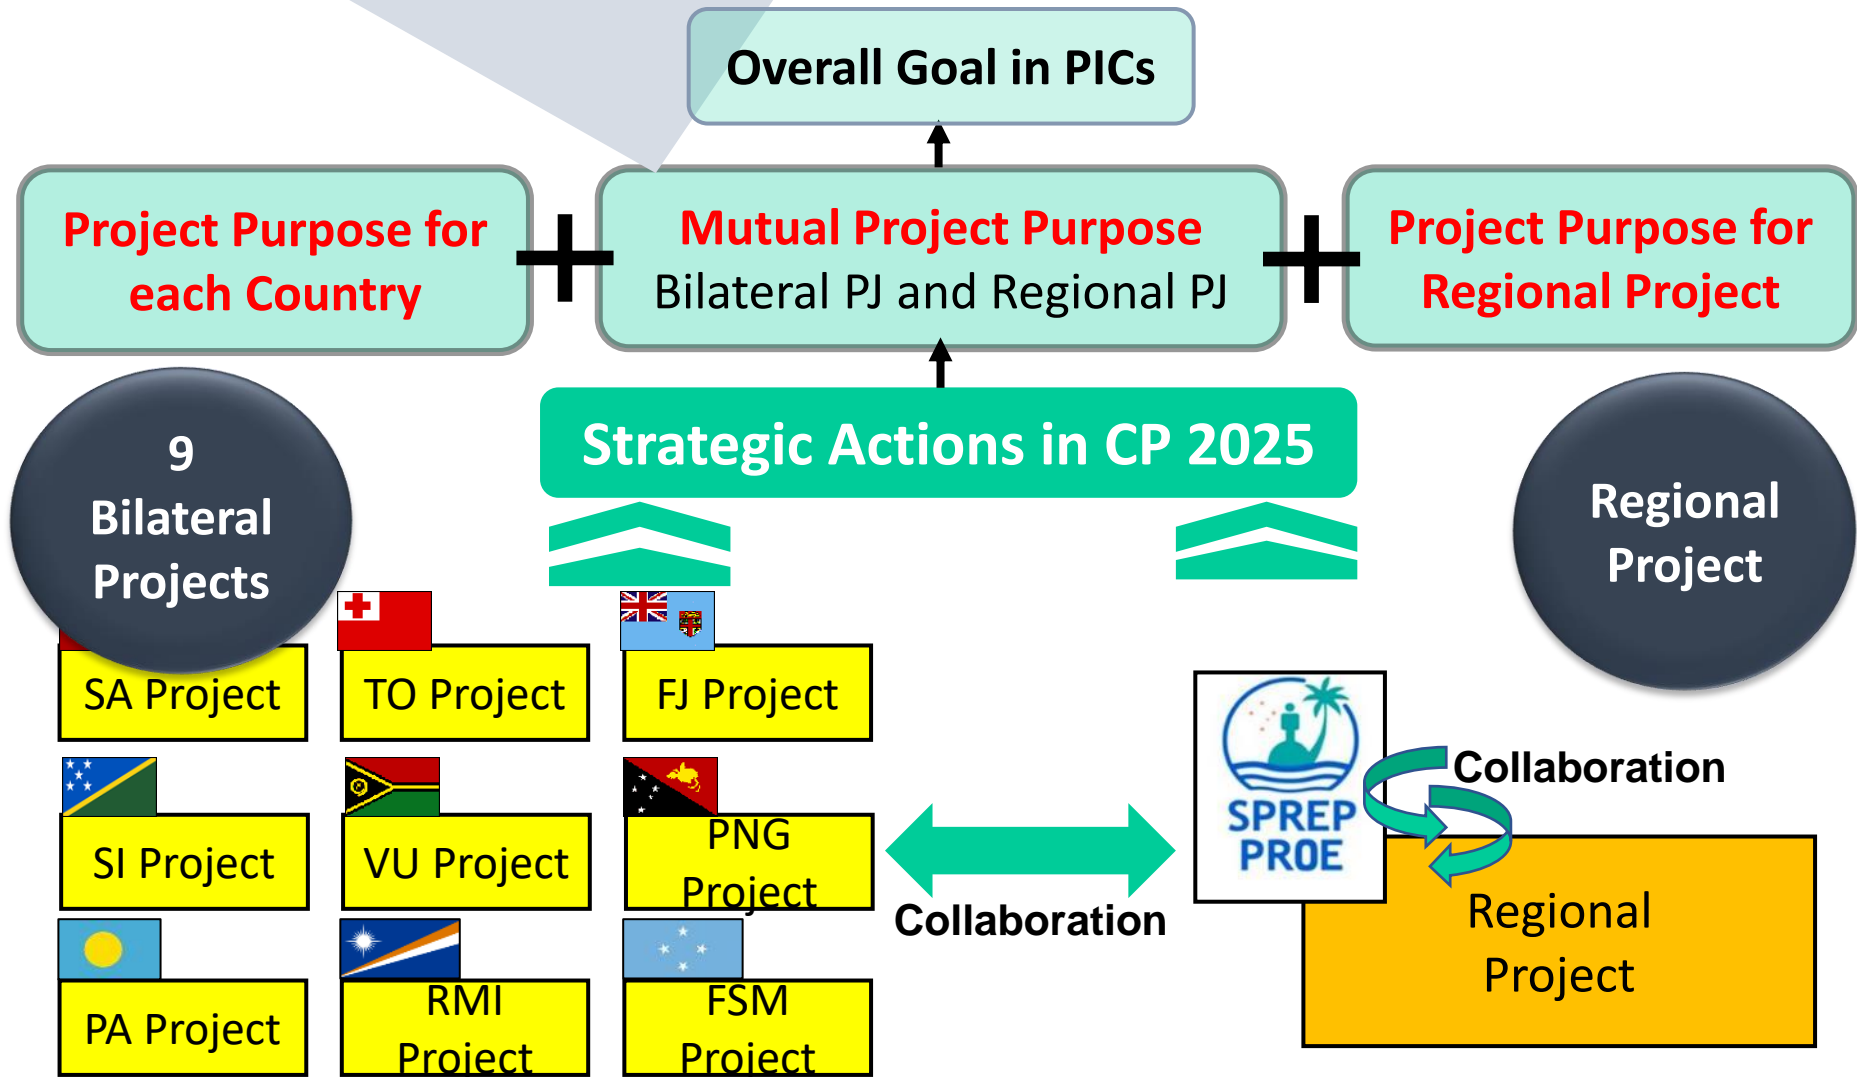 Overall Goal in PICs
Project Purpose for
each Country
Mutual Project Purpose
Bilateral PJ and Regional PJ
Project Purpose for
Regional Project
Strategic Actions in CP 2025
9
Bilateral
Projects
Regional
Project
SA Project
TO Project
FJ Project
SI Project
VU Project
PNG
Project
PA Project
RMI
Project
FSM
Project
Collaboration
SPREP
PROE
Collaboration
Regional
Project